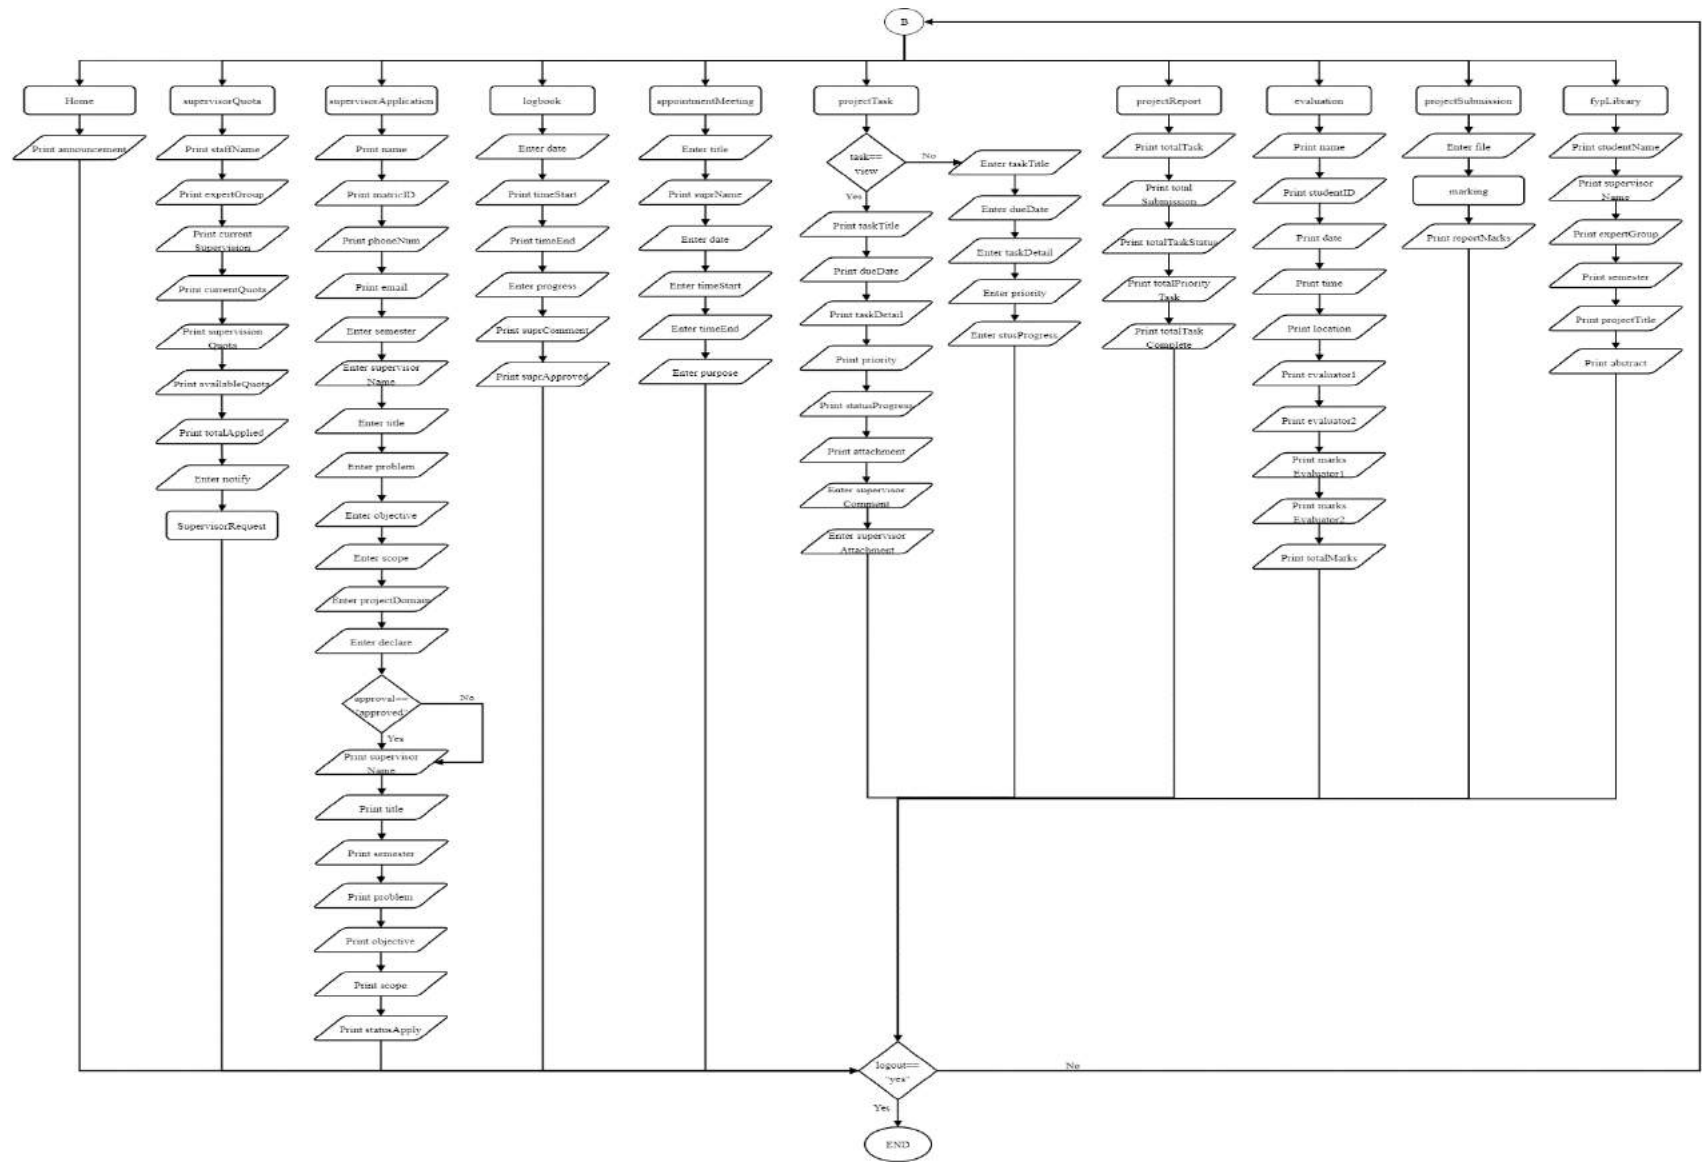 B
Home
Print announcement
supervisorQuota
Print staffName
Print expertGroup
Print current
Supervision
Print currentQuota
Print supervision
Quota
Print availableQuota
Print totalApplied
Enter notify
SupervisorRequest
supervisorApplication
Print name
Print matricID
Print phoneNum
Print email
Enter semester
Enter supervisor
Name
Enter title
Enter problem
Enter objective
Enter scope
Enter projectDomain
Enter declare
approval==
"approved"
No
Yes
Print supervisor
Name
Print title
Print semester
Print problem
Print objective
Print scope
Print statusApply
logbook
Enter date
Print timeStart
Print timeEnd
Enter progress
Print suprComment
Print suprApproved
appointmentMeeting
Enter title
Print suprName
Enter date
Enter timeStart
Enter timeEnd
Enter purpose
projectTask
task==
view
No
Yes
Print taskTitle
Print dueDate
Print taskDetail
Print priority
Print statusProgress
Print attachment
Enter supervisor
Comment
Enter supervisor
Attachment
Enter taskTitle
Enter dueDate
Enter taskDetail
Enter priority
Enter stusProgress
projectReport
Print totalTask
Print total
Submission
Print totalTaskStatus
Print totalPriority
Task
Print totalTask
Complete
evaluation
Print name
Print studentID
Print date
Print time
Print location
Print evaluator1
Print evaluator2
Print marks
Evaluator1
Print marks
Evaluator2
Print totalMarks
projectSubmission
Enter file
marking
Print reportMarks
fypLibrary
Print studentName
Print supervisor
Name
Print expertGroup
Print semester
Print projectTitle
Print abstract
logout==
"yes"
No
Yes
END